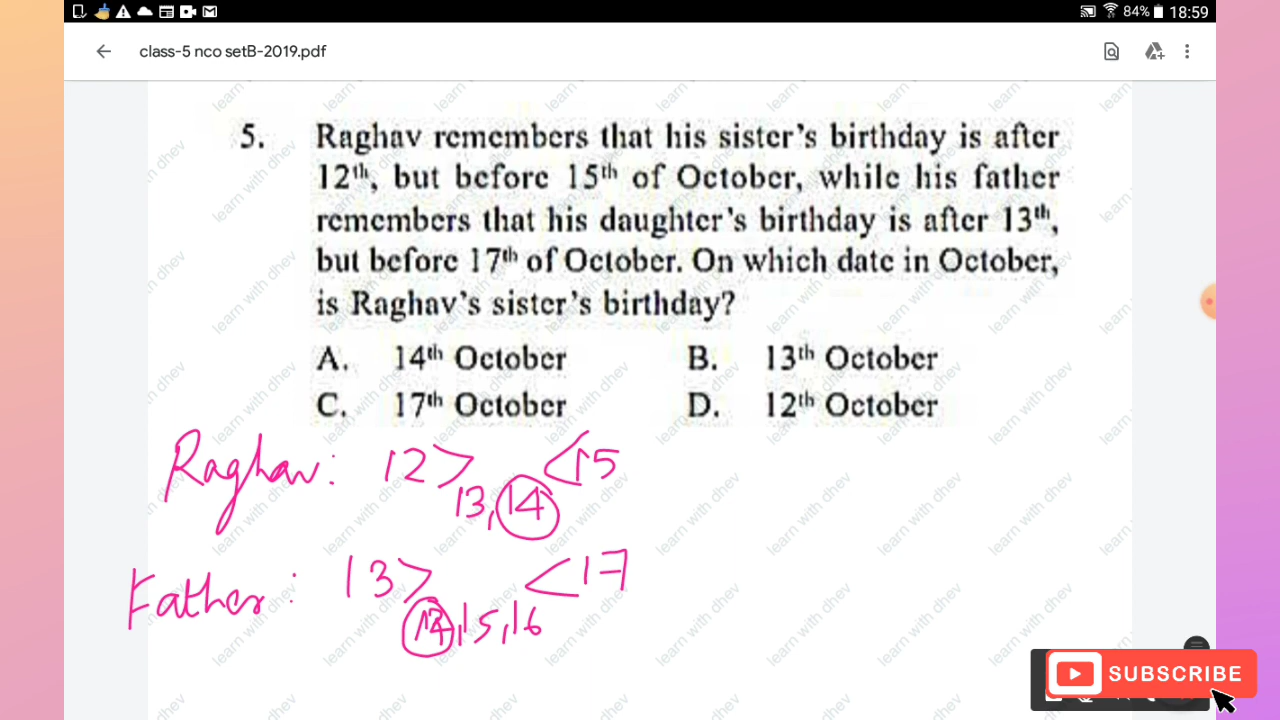 84% 18:59
class-5 nco setB-2019.pdf
5. Raghav remembers that his sister's birthday is after
12th, but before 15th of October, while his father
remembers that his daughter's birthday is after 13th,
but before 17th of October. On which date in October,
is Raghav's sister's birthday?
A. 14th October B. 13th October
C. 17th October D. 12th October
Raghav: 12> <15
13, 14
Father: 13> <17
14, 15, 16
SUBSCRIBE
learn with dhev